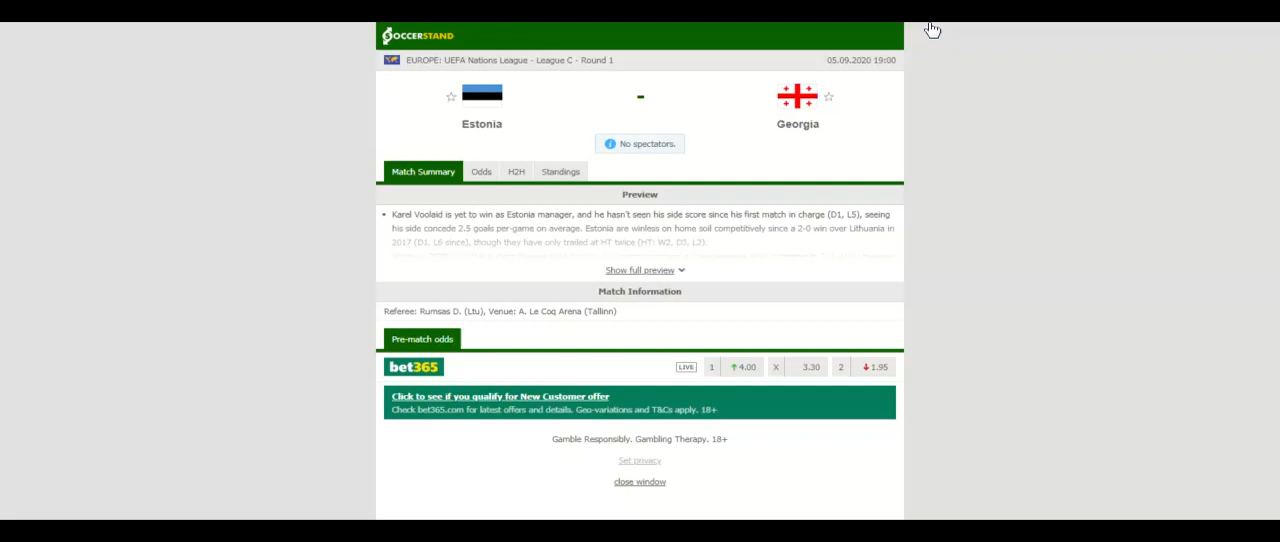 SOCCERSTAND
EUROPE: UEFA Nations League - League C - Round 1 05.09.2020 19:00
-
Estonia Georgia
No spectators.
Match Summary Odds H2H Standings
Preview
• Karel Voolaid is yet to win as Estonia manager, and he hasn't seen his side score since his first match in charge (D1, L5), seeing
his side concede 2.5 goals per-game on average. Estonia are winless on home soil competitively since a 2-0 win over Lithuania in
2017 (D1, L6 since), though they have only trailed at HT twice (HT: W2, D3, L2).
Show full preview
Match Information
Referee: Rumsas D. (Ltu), Venue: A. Le Coq Arena (Tallinn)
Pre-match odds
bet365 LIVE 1 4.00 X 3.30 2 1.95
Click to see if you qualify for New Customer offer
Check bet365.com for latest offers and details. Geo-variations and T&Cs apply. 18+
Gamble Responsibly. Gambling Therapy. 18+
Set privacy
close window